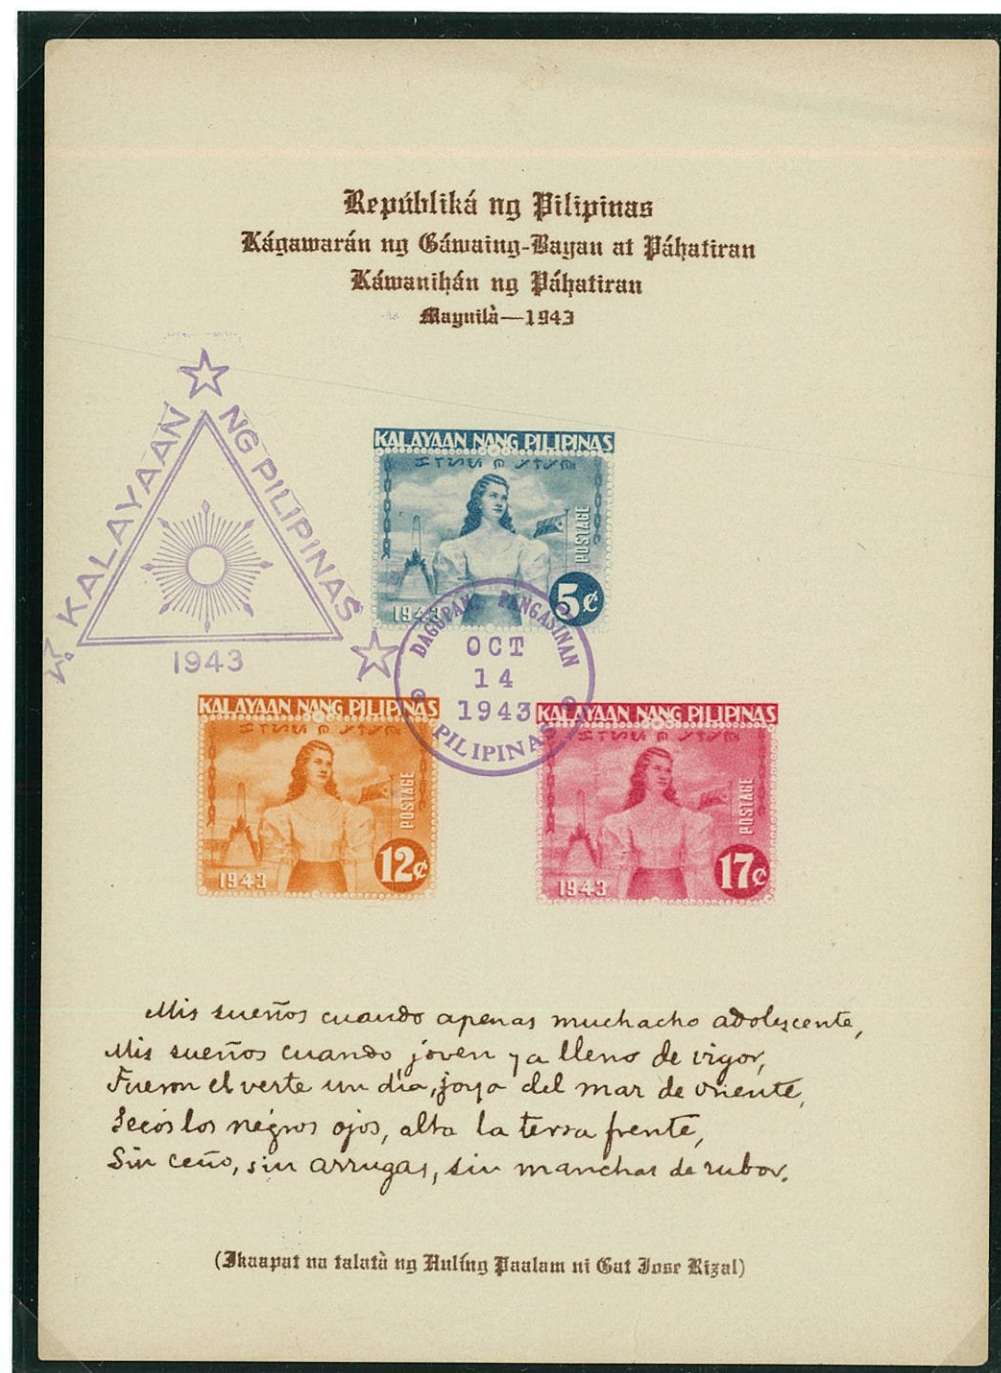 Repúbliká ng Pilipinas
Kágawarán ng Gáwaing-Bayan at Páhatiran
Káwanihán ng Páhatiran
Maynilà—1943
KALAYAAN NG PILIPINAS
1943
KALAYAAN NANG PILIPINAS
POSTAGE
1943
5¢
DAGUPAN PANGASINAN
OCT
14
1943
PILIPINAS
KALAYAAN NANG PILIPINAS
POSTAGE
1943
12¢
KALAYAAN NANG PILIPINAS
POSTAGE
1943
17¢
Mis sueños cuando apenas muchacho adolescente,
Mis sueños cuando joven ya lleno de vigor,
Fueron el verte un dia, joya del mar de oriente,
Secos los negros ojos, alta la tersa frente,
Sin ceño, sin arrugas, sin manchas de rubor.
(Ikaapat na talatà ng Hulíng Paalam ni Gat Jose Rizal)